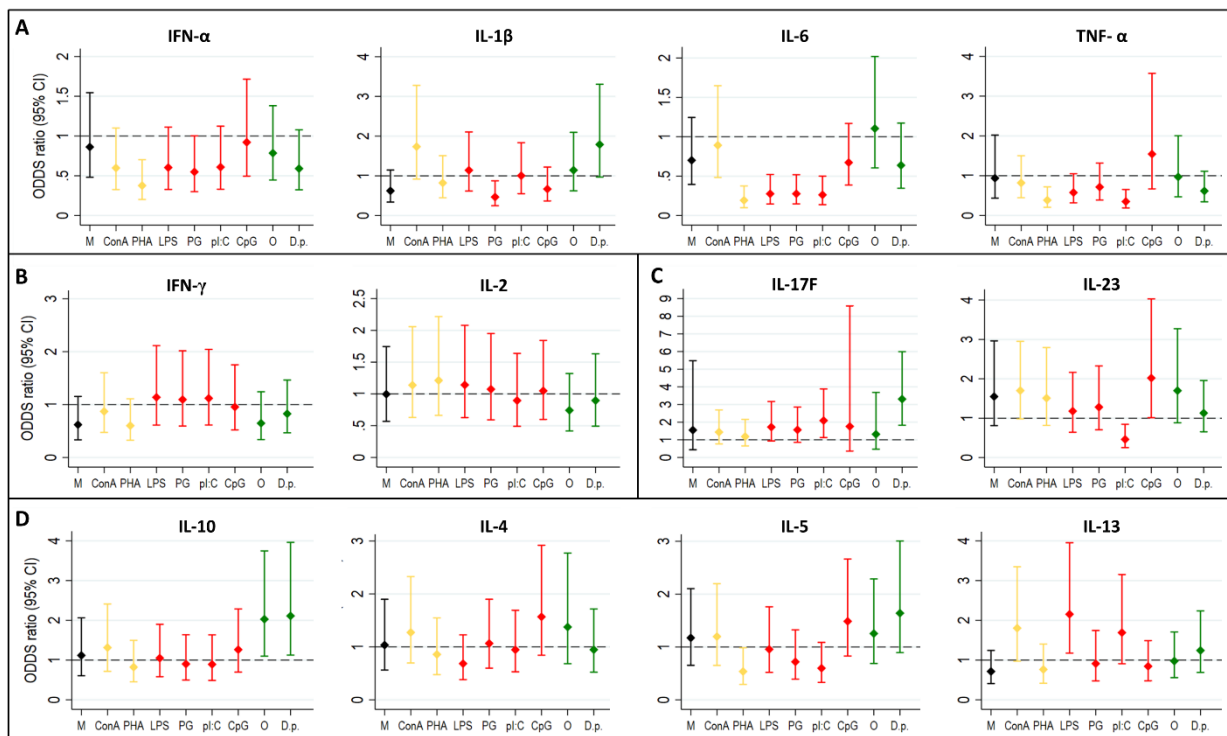 A
IFN-α IL-1β IL-6 TNF- α
ODDS ratio (95% CI)
2
1.5
1
.5
0
4
3
2
1
0
2
1.5
1
.5
0
4
3
2
1
0
M ConA PHA LPS PG pI:C CpG O D.p.
M ConA PHA LPS PG pI:C CpG O D.p.
M ConA PHA LPS PG pI:C CpG O D.p.
M ConA PHA LPS PG pI:C CpG O D.p.
B
IFN-γ IL-2
C
IL-17F IL-23
ODDS ratio (95% CI)
3
2
1
0
2.5
2
1.5
1
.5
0
9
8
7
6
5
4
3
2
1
0
4
3
2
1
0
M ConA PHA LPS PG pI:C CpG O D.p.
M ConA PHA LPS PG pI:C CpG O D.p.
M ConA PHA LPS PG pI:C CpG O D.p.
M ConA PHA LPS PG pI:C CpG O D.p.
D
IL-10 IL-4 IL-5 IL-13
ODDS ratio (95% CI)
4
3
2
1
0
3
2
1
0
3
2
1
0
4
3
2
1
0
M ConA PHA LPS PG pI:C CpG O D.p.
M ConA PHA LPS PG pI:C CpG O D.p.
M ConA PHA LPS PG pI:C CpG O D.p.
M ConA PHA LPS PG pI:C CpG O D.p.